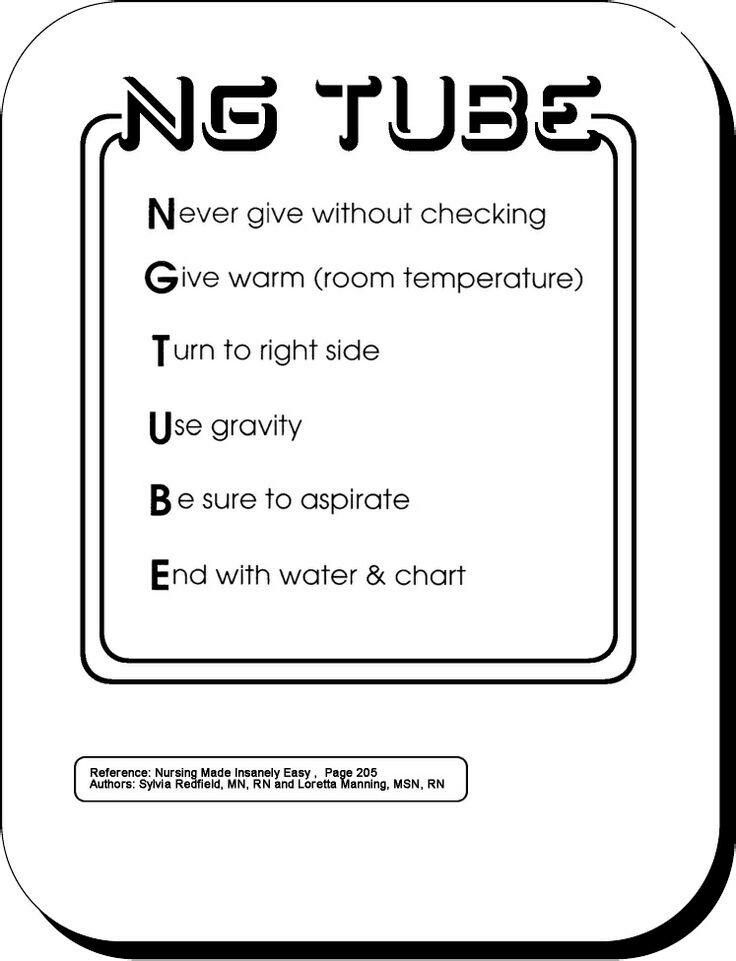 NG TUBE
Never give without checking
Give warm (room temperature)
Turn to right side
Use gravity
Be sure to aspirate
End with water & chart
Reference: Nursing Made Insanely Easy , Page 205
Authors: Sylvia Redfield, MN, RN and Loretta Manning, MSN, RN